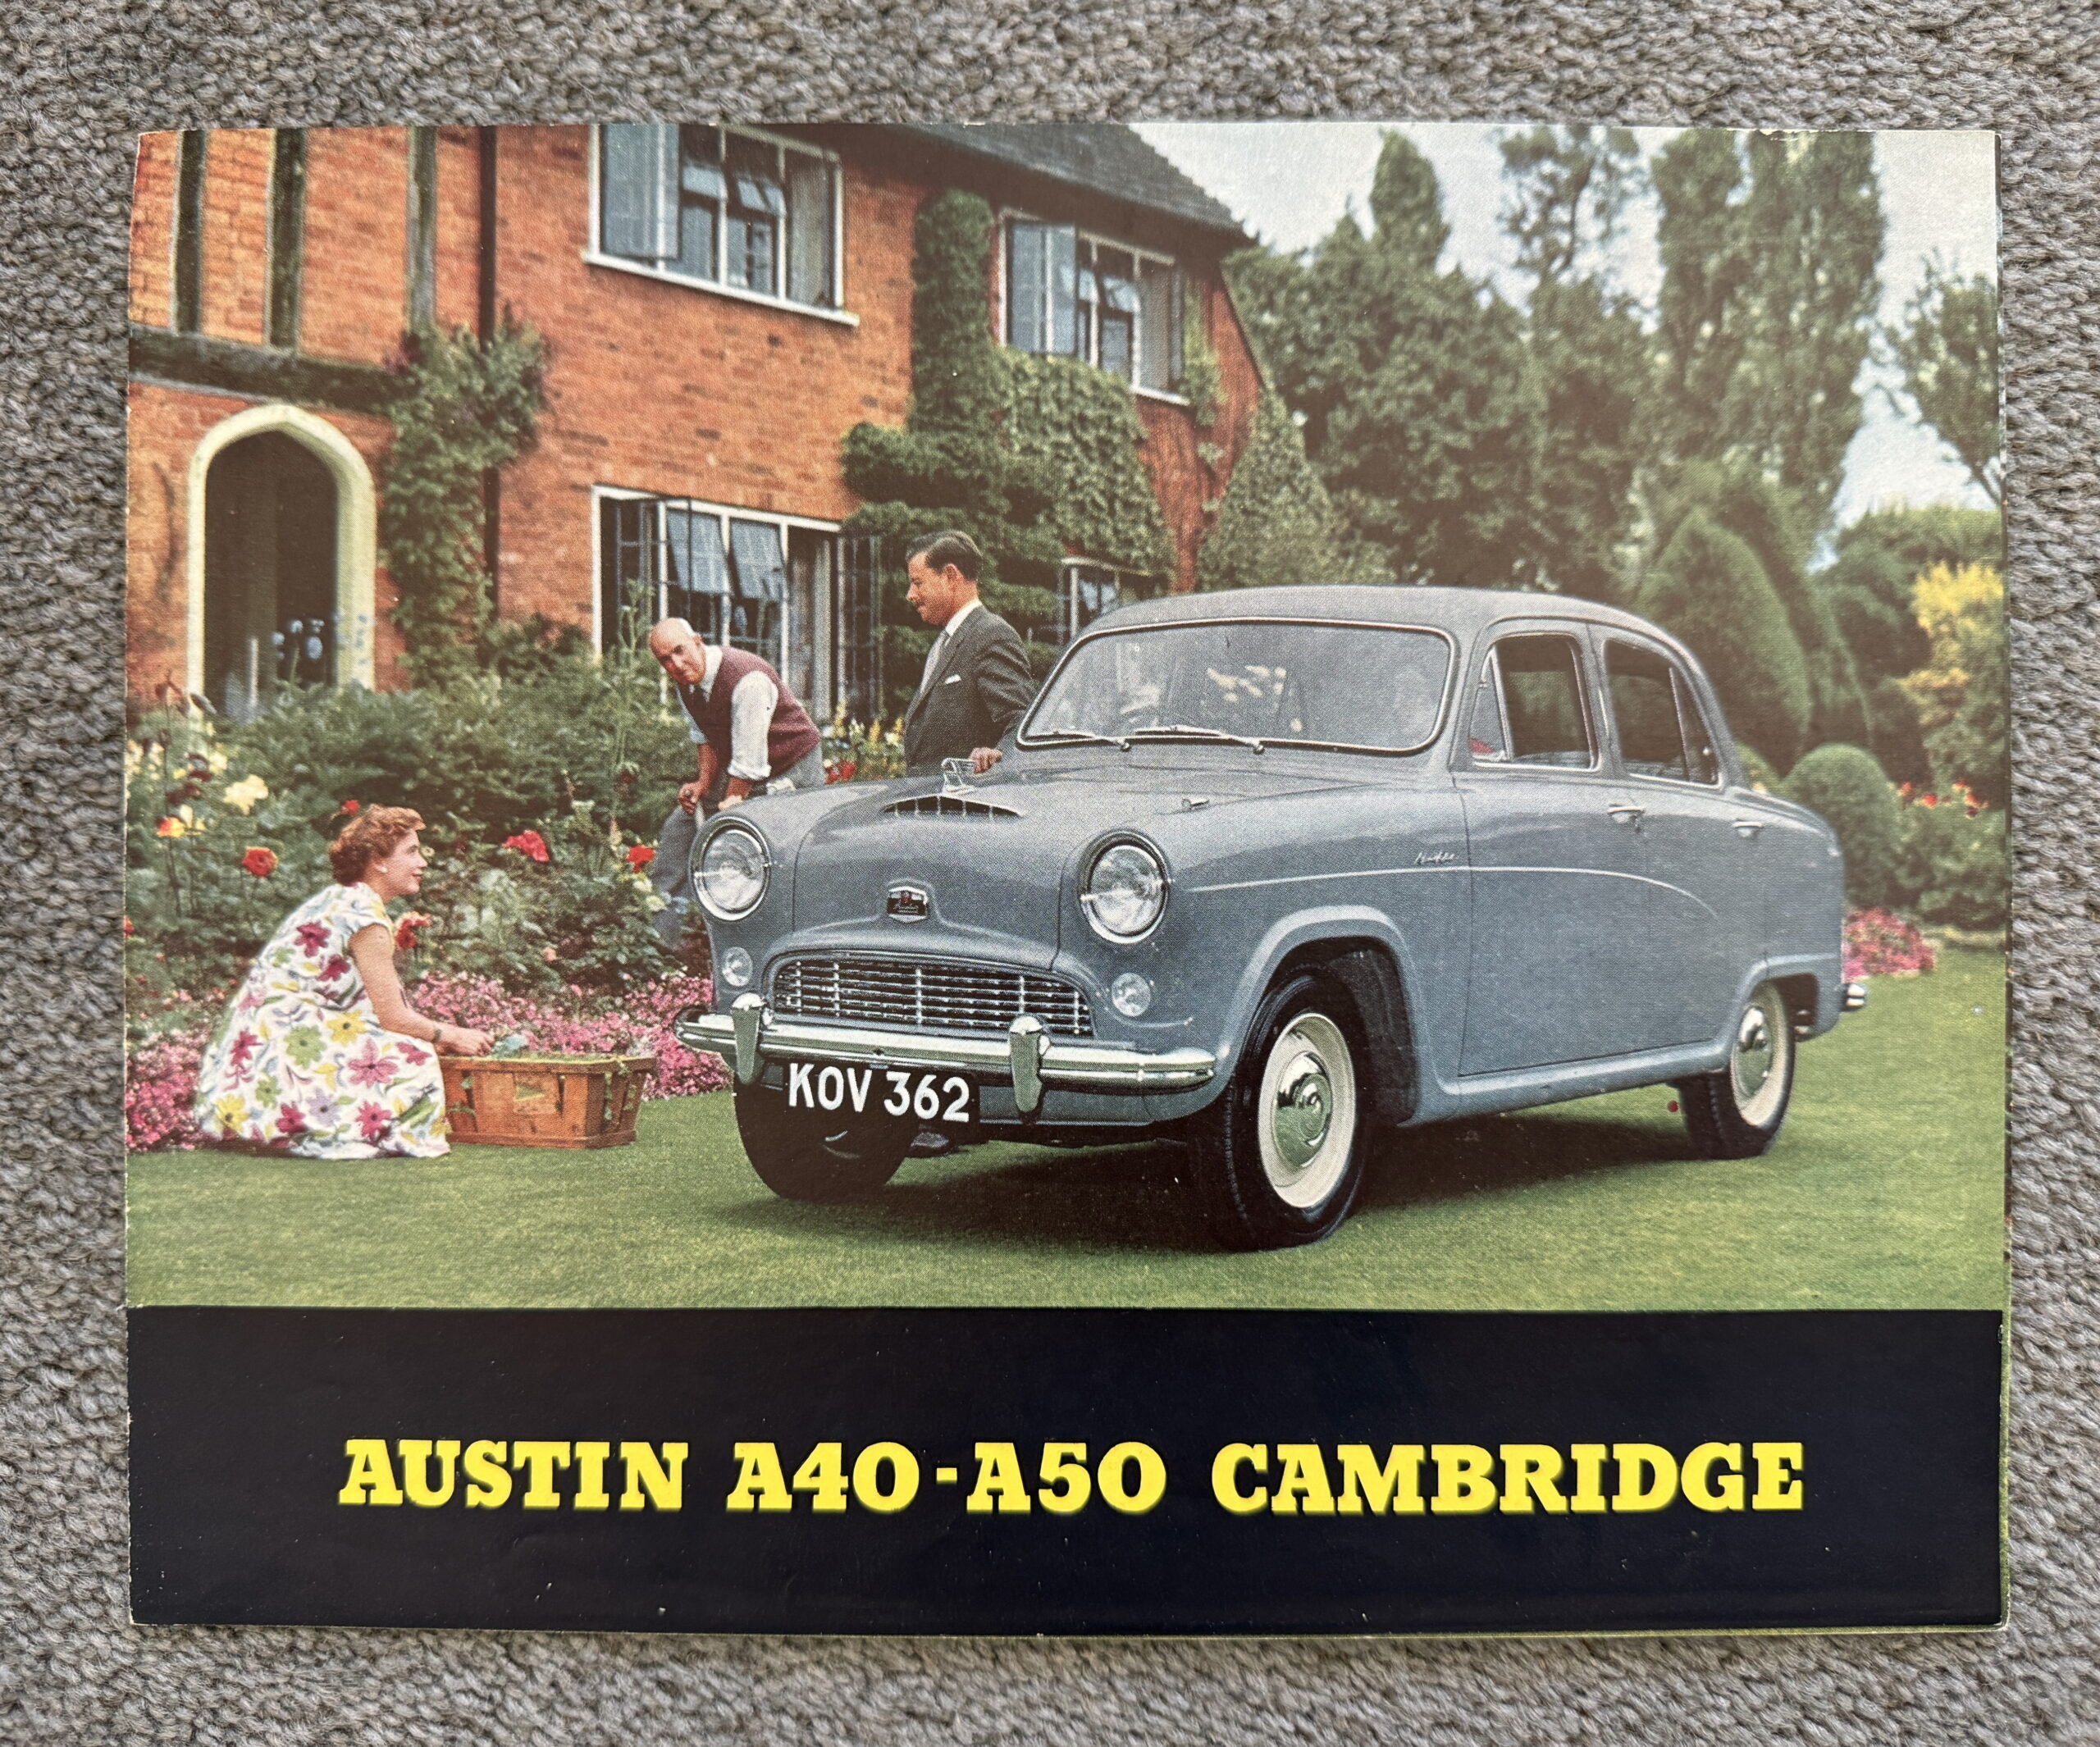 KOV 362
AUSTIN A40-A50 CAMBRIDGE